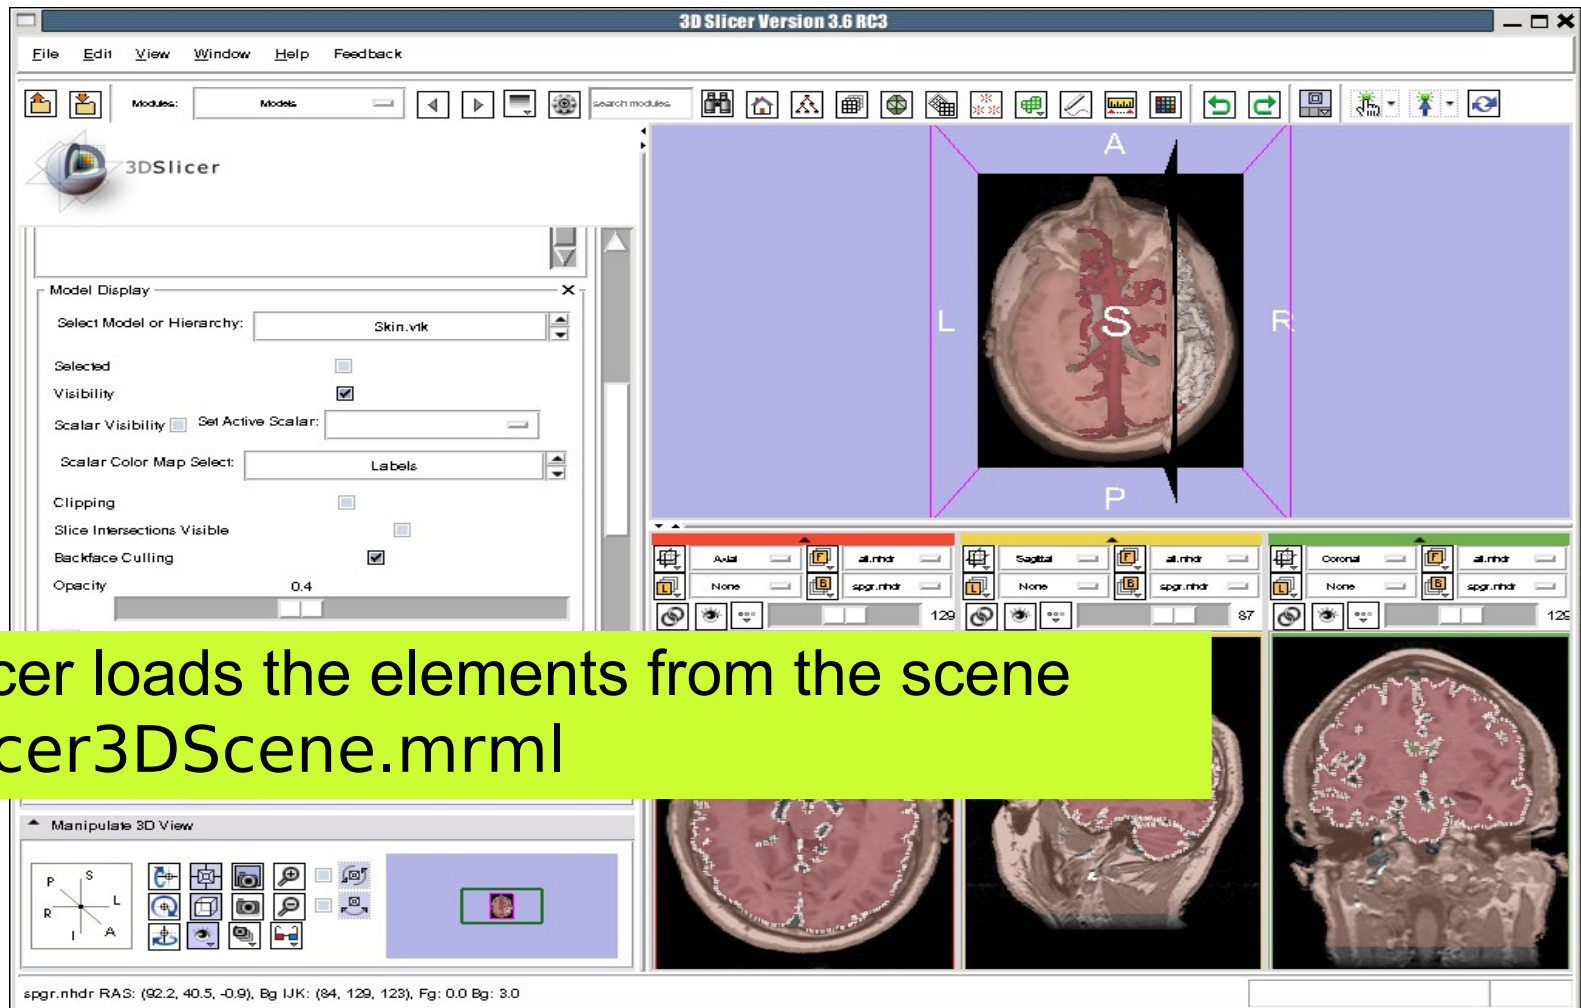 3D Slicer Version 3.6 RC3
File Edit View Window Help Feedback
Modules: Models search modules
3DSlicer
Model Display
Select Model or Hierarchy: Skin.vtk
Selected
Visibility
Scalar Visibility Set Active Scalar:
Scalar Color Map Select: Labels
Clipping
Slice Intersections Visible
Backface Culling
Opacity 0.4
A
L S R
P
Axial F all.nhdr Sagittal F all.nhdr Coronal F all.nhdr
L None B spgr.nhdr L None B spgr.nhdr L None B spgr.nhdr
129 87 129
cer loads the elements from the scene
cer3DScene.mrml
Manipulate 3D View
P S
L
R
I A
spgr.nhdr RAS: (92.2, 40.5, -0.9), Bg IJK: (84, 129, 123), Fg: 0.0 Bg: 3.0